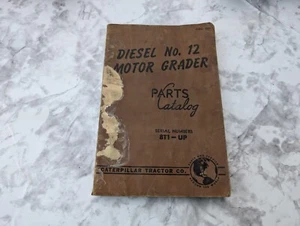 DIESEL No. 12
MOTOR GRADER
PARTS
Catalog
SERIAL NUMBERS
8T1-UP
CATERPILLAR TRACTOR CO.